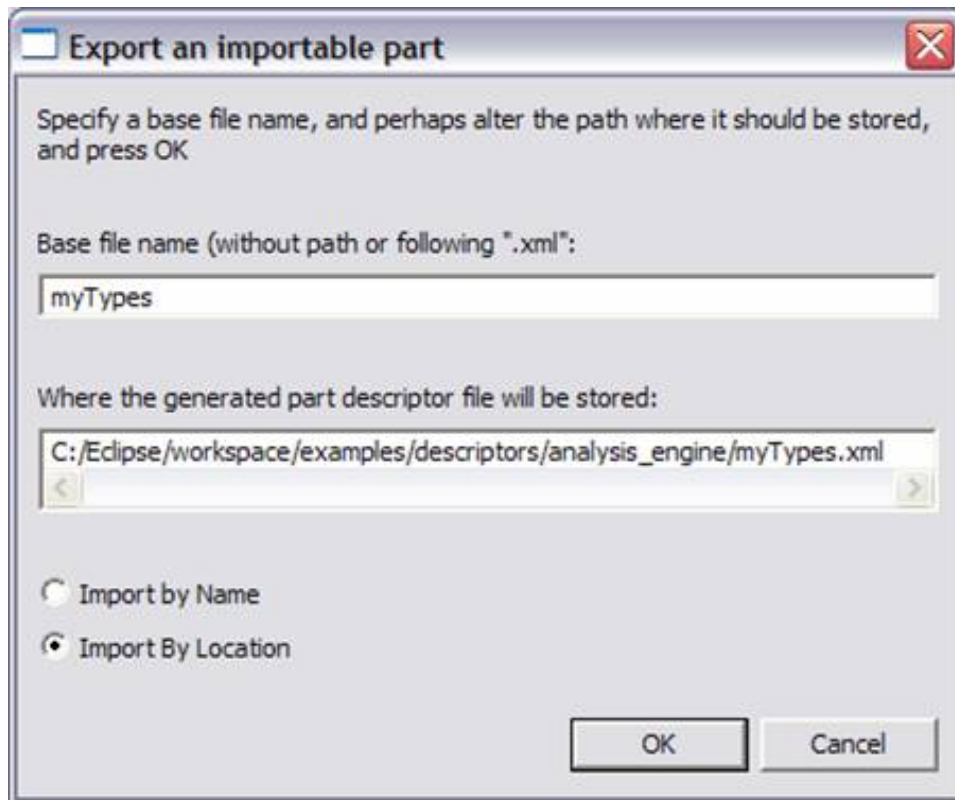 Export an importable part
Specify a base file name, and perhaps alter the path where it should be stored,
and press OK
Base file name (without path or following ".xml":
myTypes
Where the generated part descriptor file will be stored:
C:/Eclipse/workspace/examples/descriptors/analysis_engine/myTypes.xml
Import by Name
Import By Location
OK
Cancel